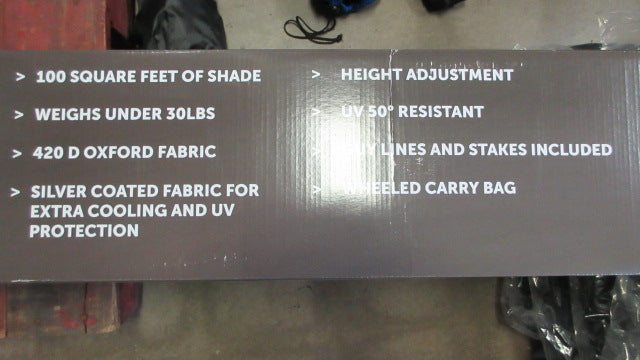 > 100 SQUARE FEET OF SHADE
> WEIGHS UNDER 30LBS
> 420 D OXFORD FABRIC
> SILVER COATED FABRIC FOR
EXTRA COOLING AND UV
PROTECTION
> HEIGHT ADJUSTMENT
> UV 50° RESISTANT
> LINES AND STAKES INCLUDED
> WHEELED CARRY BAG